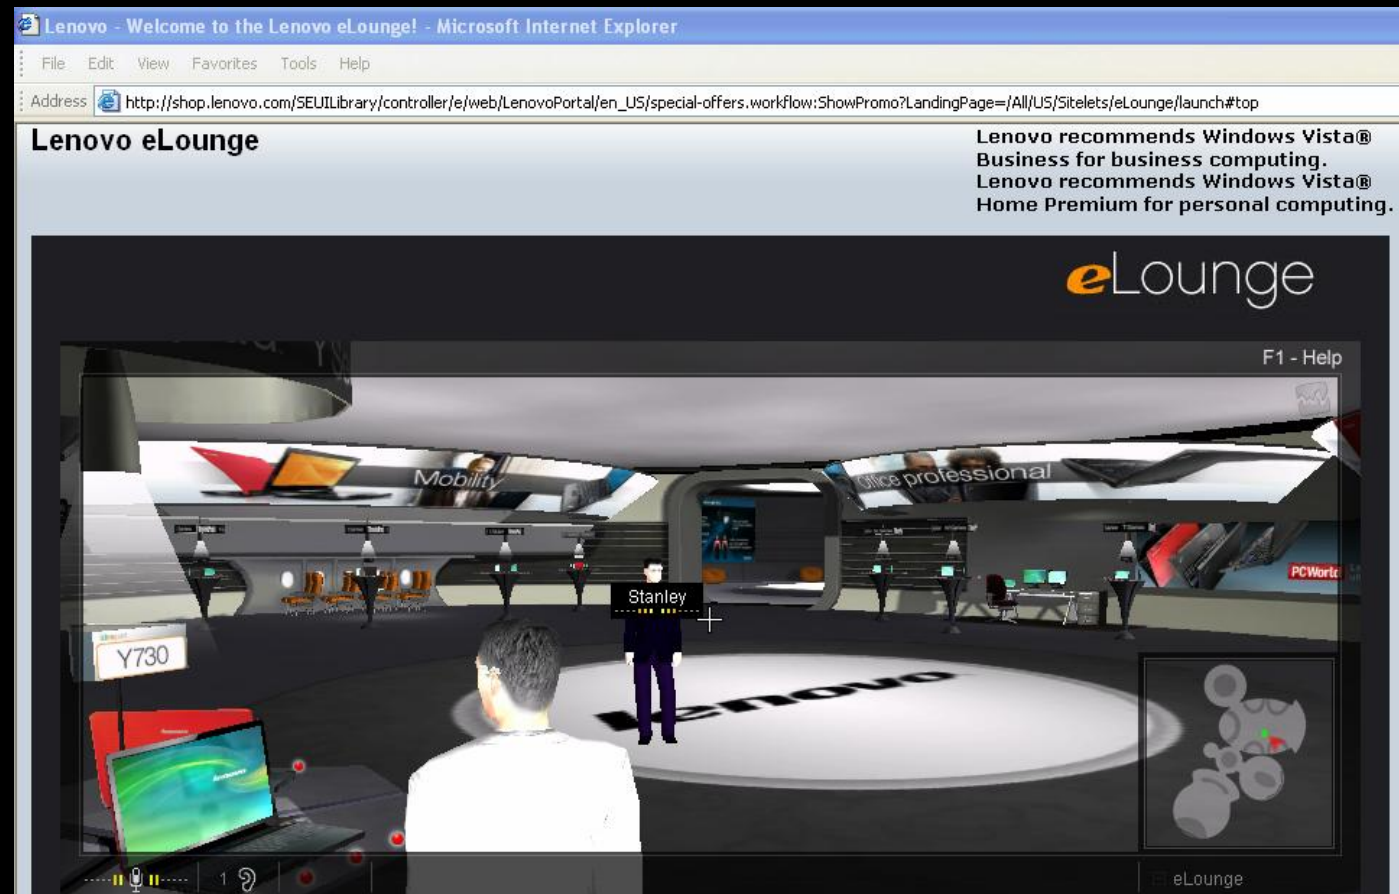 Lenovo - Welcome to the Lenovo eLounge! - Microsoft Internet Explorer
File Edit View Favorites Tools Help
Address http://shop.lenovo.com/SEUILibrary/controller/e/web/LenovoPortal/en_US/special-offers.workflow:ShowPromo?LandingPage=/All/US/Sitelets/eLounge/launch#top
Lenovo eLounge
Lenovo recommends Windows Vista®
Business for business computing.
Lenovo recommends Windows Vista®
Home Premium for personal computing.
eLounge
F1 - Help
Mobility
Office professional
PCWorld
Stanley
Y730
Lenovo
1
eLounge